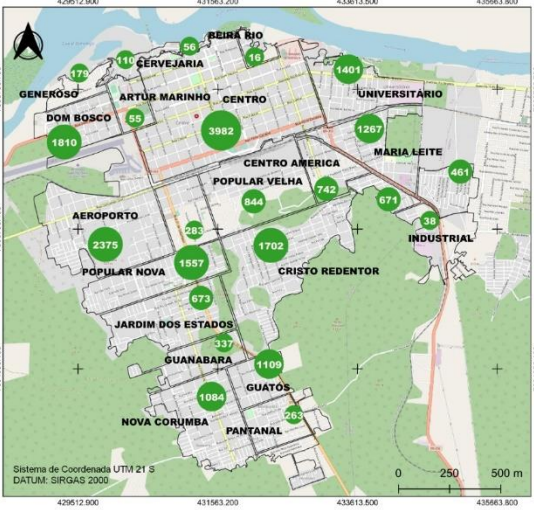 429512.900 431563.200 433613.500 435663.800
BEIRA RIO
56
16
110
CERVEJARIA
179
1401
GENEROSO
ARTUR MARINHO
CENTRO
UNIVERSITÁRIO
DOM BOSCO
55
1810
3982
1267
MARIA LEITE
CENTRO AMERICA
461
POPULAR VELHA
742
844
671
AEROPORTO
38
283
INDUSTRIAL
2375
1702
1557
POPULAR NOVA
CRISTO REDENTOR
673
JARDIM DOS ESTADOS
337
GUANABARA
1109
GUATÓS
1084
263
NOVA CORUMBA
PANTANAL
Sistema de Coordenada UTM 21 S
DATUM: SIRGAS 2000
0 250 500 m
429512.900 431563.200 433613.500 435663.800